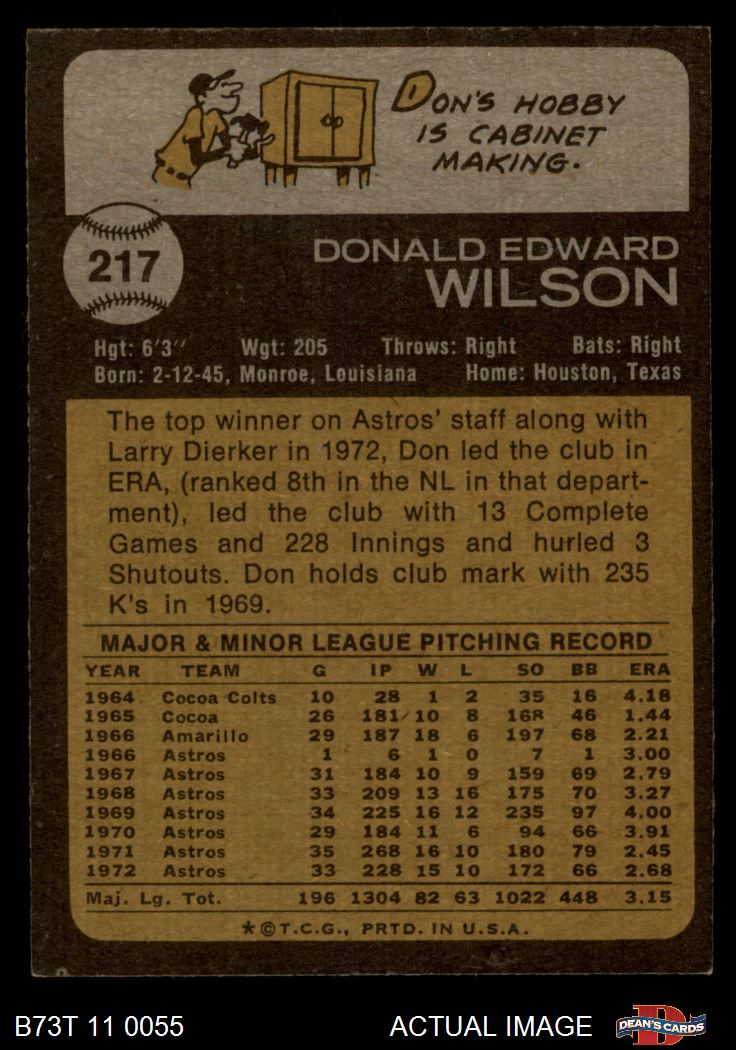 DON'S HOBBY
IS CABINET
MAKING.
217
DONALD EDWARD
WILSON
Hgt: 6'3" Wgt: 205 Throws: Right Bats: Right
Born: 2-12-45, Monroe, Louisiana Home: Houston, Texas
The top winner on Astros' staff along with
Larry Dierker in 1972, Don led the club in
ERA, (ranked 8th in the NL in that depart-
ment), led the club with 13 Complete
Games and 228 Innings and hurled 3
Shutouts. Don holds club mark with 235
K's in 1969.
MAJOR & MINOR LEAGUE PITCHING RECORD
YEAR TEAM G IP W L SO BB ERA
1964 Cocoa Colts 10 28 1 2 35 16 4.18
1965 Cocoa 26 181 10 8 168 46 1.44
1966 Amarillo 29 187 18 6 197 68 2.21
1966 Astros 1 6 1 0 7 1 3.00
1967 Astros 31 184 10 9 159 69 2.79
1968 Astros 33 209 13 16 175 70 3.27
1969 Astros 34 225 16 12 235 97 4.00
1970 Astros 29 184 11 6 94 66 3.91
1971 Astros 35 268 16 10 180 79 2.45
1972 Astros 33 228 15 10 172 66 2.68
Maj. Lg. Tot. 196 1304 82 63 1022 448 3.15
*©T.C.G., PRTD. IN U.S.A.
B73T 11 0055 ACTUAL IMAGE DEAN'S CARDS